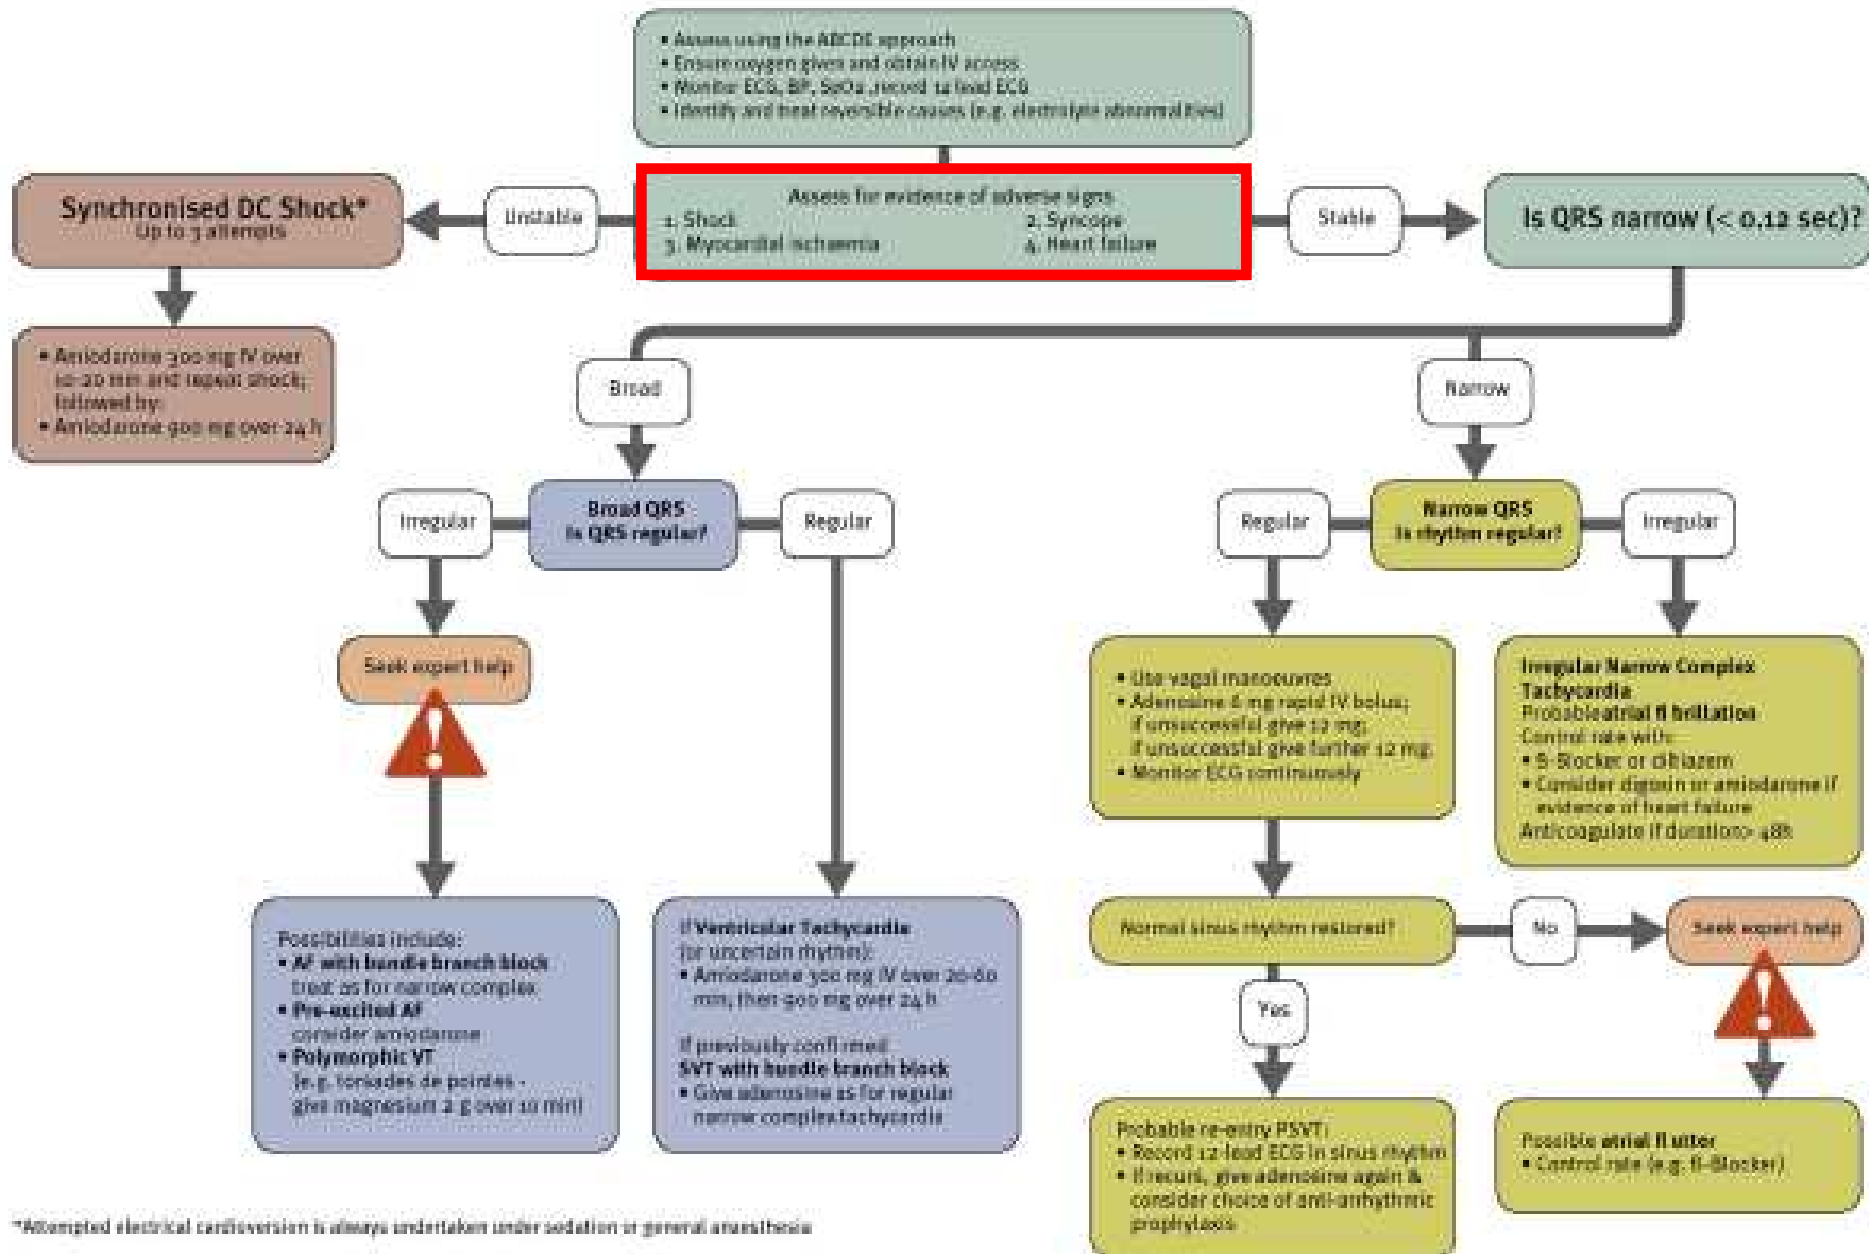 • Assess using the ABCDE approach
• Ensure oxygen given and obtain IV access
• Monitor ECG, BP, SpO2 ,record 12 lead ECG
• Identify and treat reversible causes (e.g. electrolyte abnormalities)
Synchronised DC Shock*
Up to 3 attempts
Unstable
Assess for evidence of adverse signs
1. Shock
2. Syncope
3. Myocardial ischaemia
4. Heart failure
Stable
Is QRS narrow (< 0.12 sec)?
• Amiodarone 300 mg IV over
10-20 min and repeat shock;
followed by:
• Amiodarone 900 mg over 24 h
Broad
Narrow
Irregular
Broad QRS
Is QRS regular?
Regular
Regular
Narrow QRS
Is rhythm regular?
Irregular
Seek expert help
• Use vagal manoeuvres
• Adenosine 6 mg rapid IV bolus;
if unsuccessful give 12 mg;
if unsuccessful give further 12 mg.
• Monitor ECG continuously
Irregular Narrow Complex
Tachycardia
Probable atrial fi brillation
Control rate with:
• ß-Blocker or diltiazem
• Consider digoxin or amiodarone if
evidence of heart failure
Anticoagulate if duration > 48h
Possibilities include:
• AF with bundle branch block
treat as for narrow complex
• Pre-excited AF
consider amiodarone
• Polymorphic VT
(e.g. torsades de pointes -
give magnesium 2 g over 10 min)
If Ventricular Tachycardia
(or uncertain rhythm):
• Amiodarone 300 mg IV over 20-60
min; then 900 mg over 24 h
If previously confi rmed
SVT with bundle branch block
• Give adenosine as for regular
narrow complex tachycardia
Normal sinus rhythm restored?
No
Seek expert help
Yes
Probable re-entry PSVT:
• Record 12-lead ECG in sinus rhythm
• If recurs, give adenosine again &
consider choice of anti-arrhythmic
prophylaxis
Possible atrial fl utter
• Control rate (e.g. ß-Blocker)
*Attempted electrical cardioversion is always undertaken under sedation or general anaesthesia